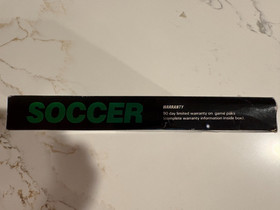 SOCCER
WARRANTY
90 day limited warranty on game paks
(complete warranty information inside box)